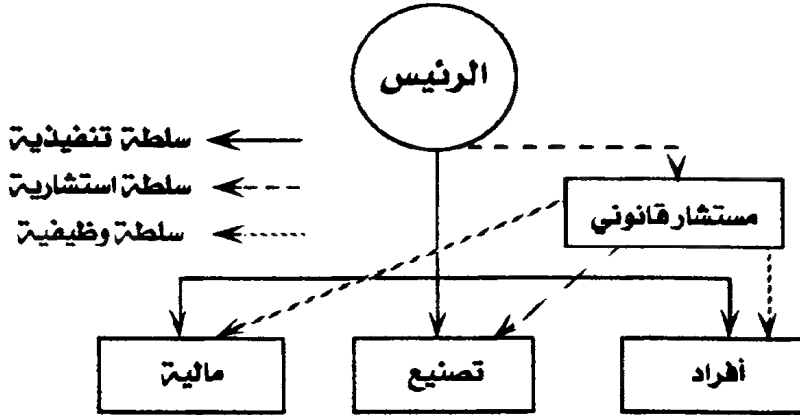 الرئيس
سلطة تنفيذية
سلطة استشارية
سلطة وظيفية
مستشار قانوني
أفراد
تصنيع
مالية